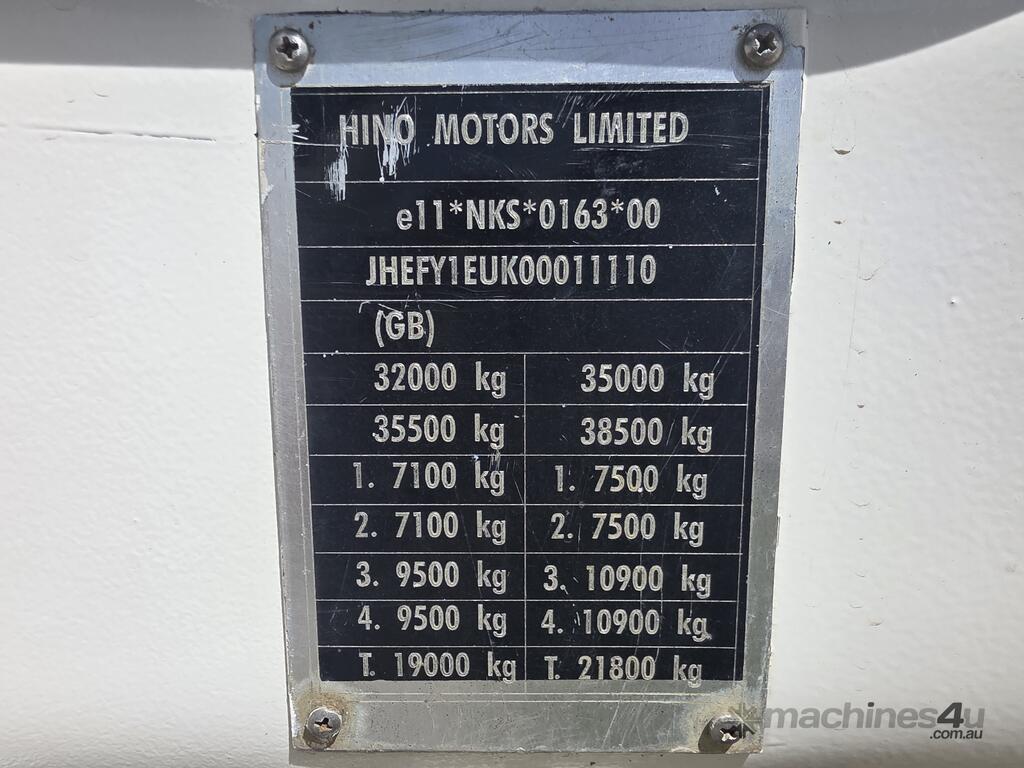 HINO MOTORS LIMITED
e11*NKS*0163*00
JHEFY1EUK00011110
(GB)
32000 kg 35000 kg
35500 kg 38500 kg
1. 7100 kg 1. 7500 kg
2. 7100 kg 2. 7500 kg
3. 9500 kg 3. 10900 kg
4. 9500 kg 4. 10900 kg
T. 19000 kg T. 21800 kg
machines4u
.com.au